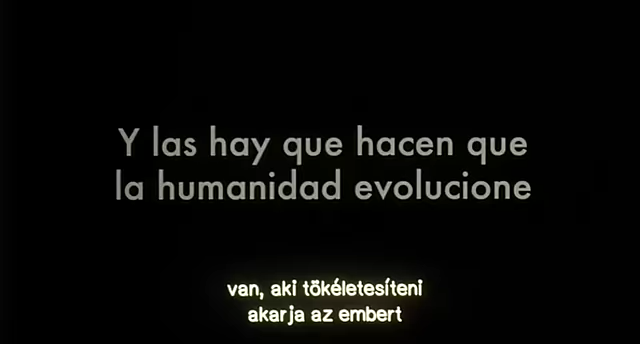 Y las hay que hacen que
la humanidad evolucione
van, aki tökéletesíteni
akarja az embert